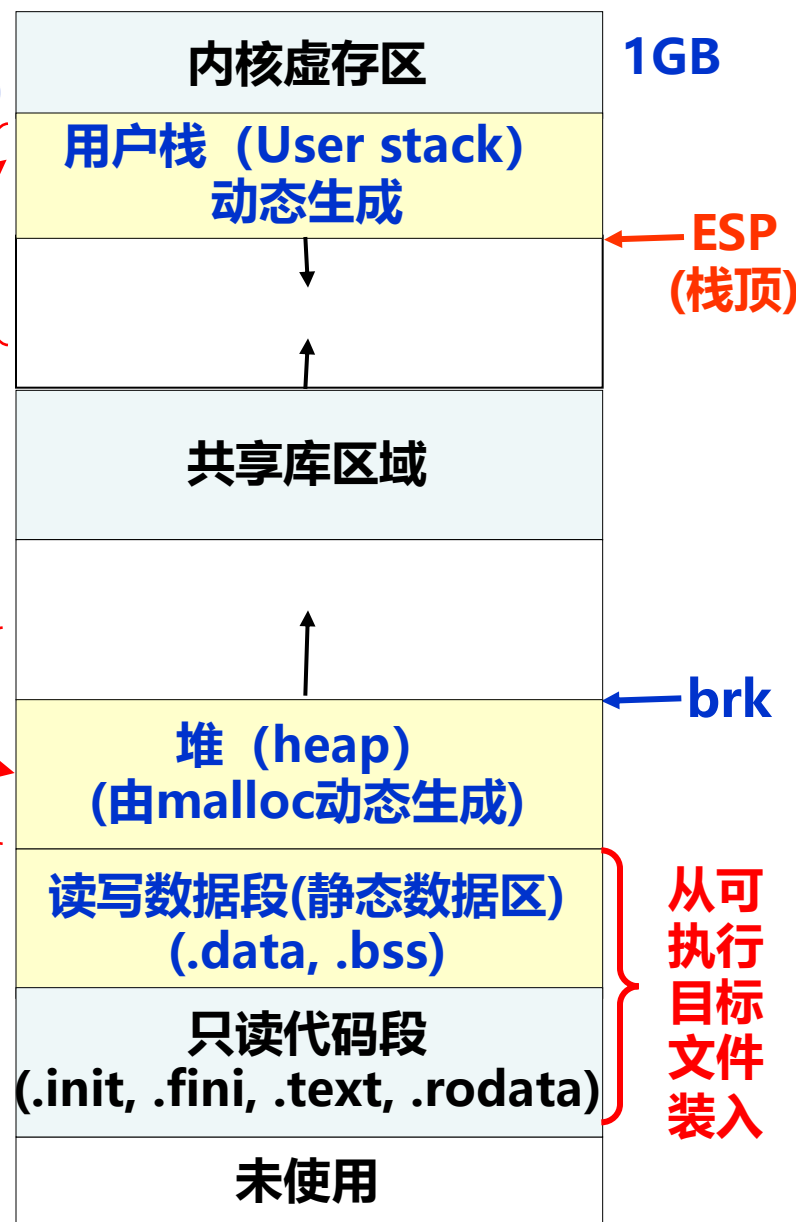 内核虚存区
1GB
用户栈（User stack）
动态生成
ESP
(栈顶)
共享库区域
brk
堆（heap）
(由malloc动态生成)
读写数据段(静态数据区)
(.data, .bss)
从可
执行
目标
文件
装入
只读代码段
(.init, .fini, .text, .rodata)
未使用